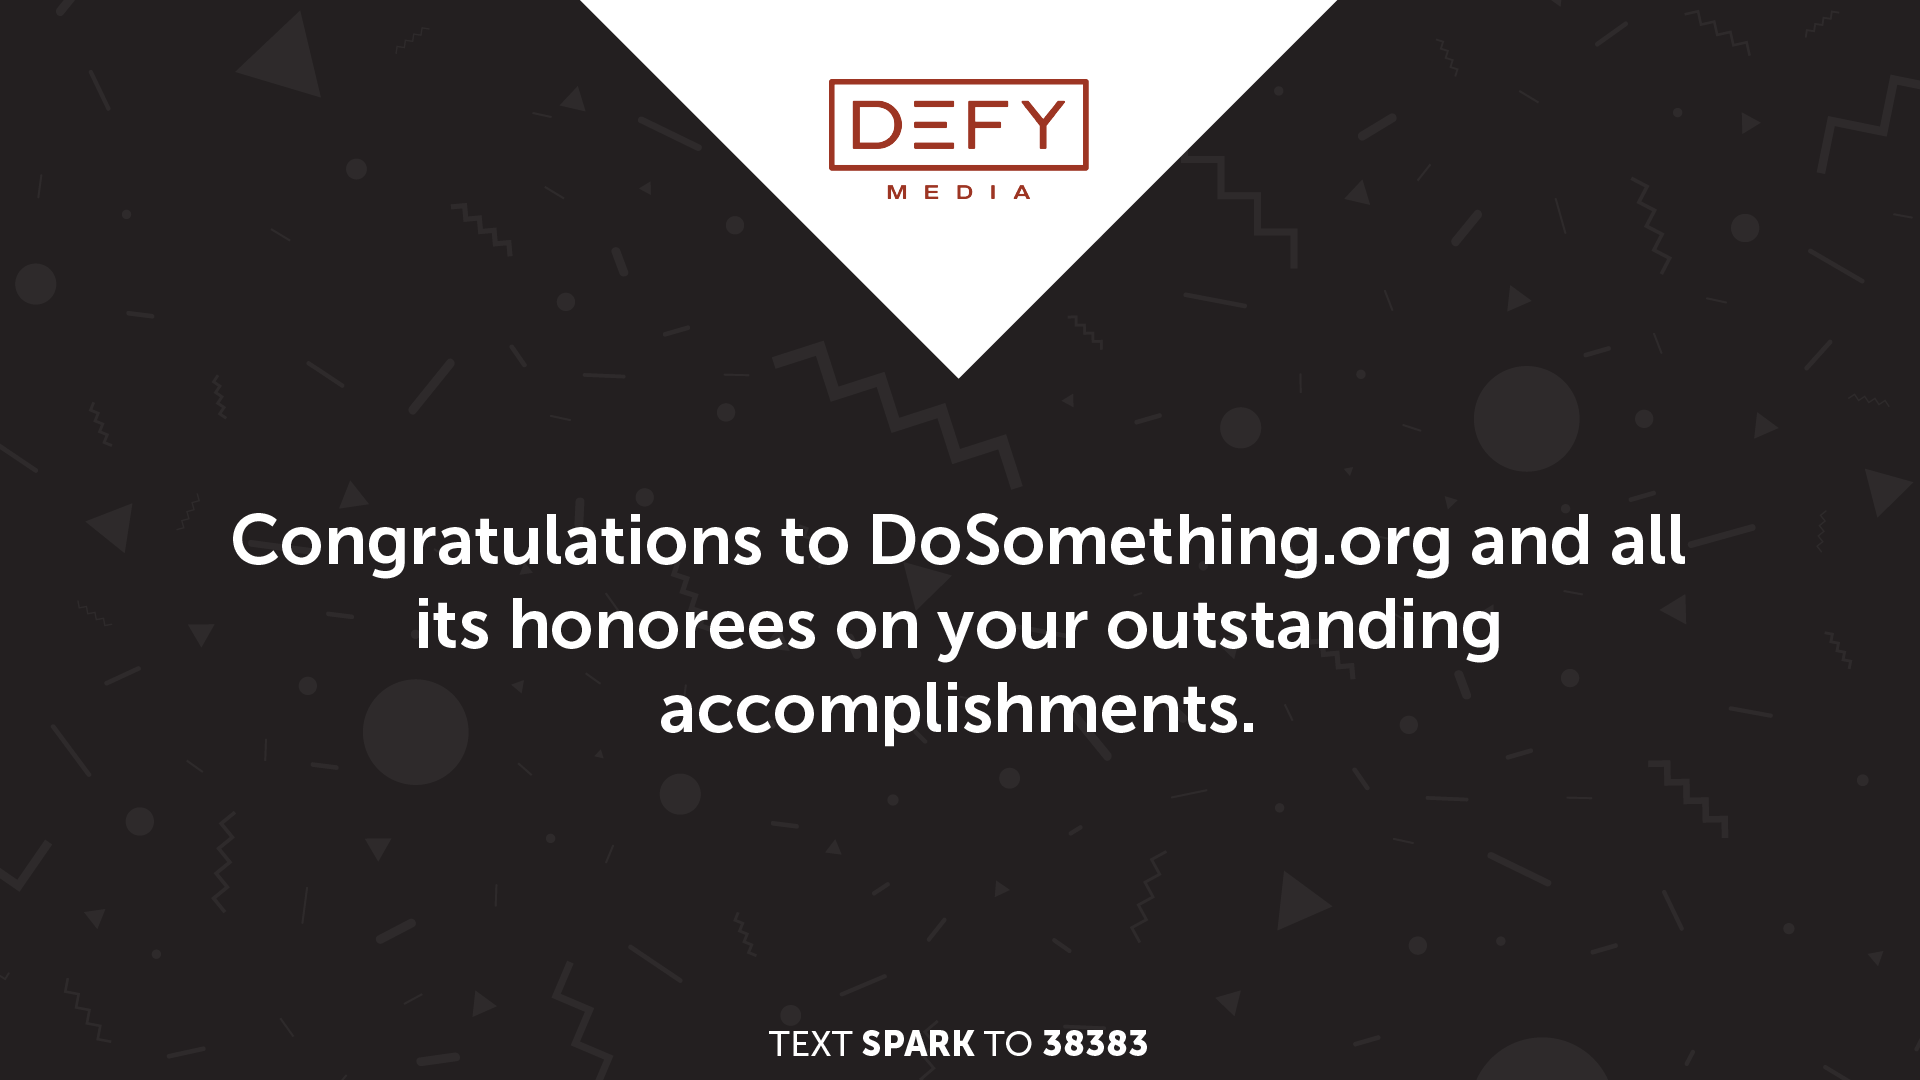 DEFY
MEDIA
Congratulations to DoSomething.org and all
its honorees on your outstanding
accomplishments.
TEXT SPARK TO 38383